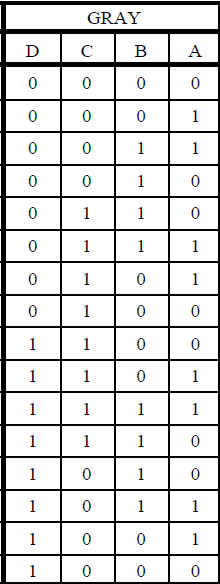 GRAY
D C B A
0 0 0 0
0 0 0 1
0 0 1 1
0 0 1 0
0 1 1 0
0 1 1 1
0 1 0 1
0 1 0 0
1 1 0 0
1 1 0 1
1 1 1 1
1 1 1 0
1 0 1 0
1 0 1 1
1 0 0 1
1 0 0 0